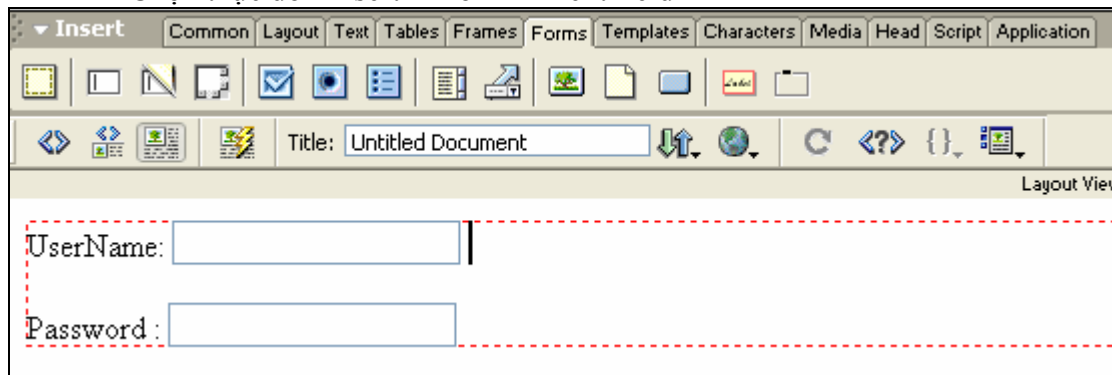 Insert Common Layout Text Tables Frames Forms Templates Characters Media Head Script Application
Title: Untitled Document
Layout View
UserName:
Password :